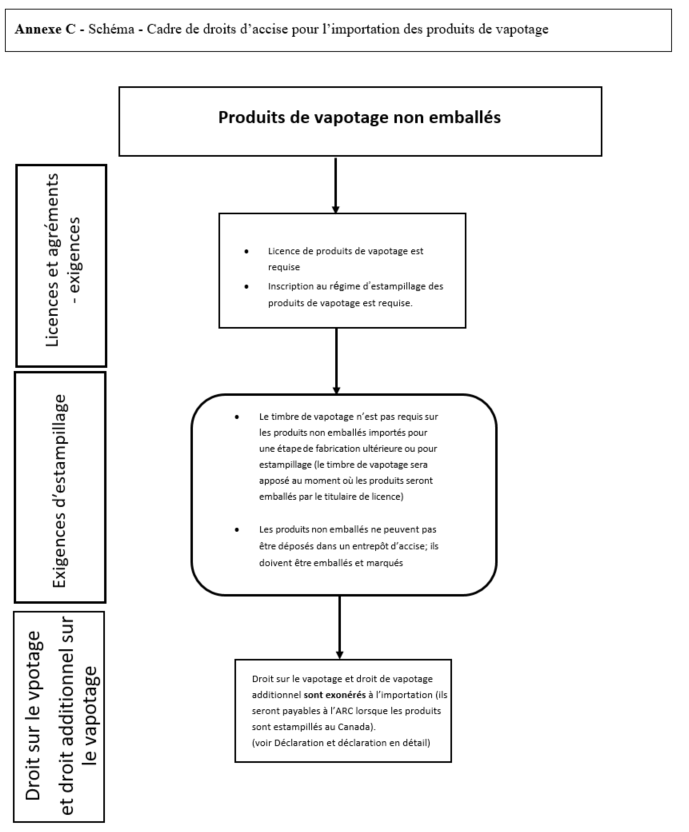 Annexe C - Schéma - Cadre de droits d'accise pour l'importation des produits de vapotage
Produits de vapotage non emballés
Licences et agréments
- exigences
• Licence de produits de vapotage est
requise
• Inscription au régime d'estampillage des
produits de vapotage est requise.
Exigences d'estampillage
• Le timbre de vapotage n'est pas requis sur
les produits non emballés importés pour
une étape de fabrication ultérieure ou pour
estampillage (le timbre de vapotage sera
apposé au moment où les produits seront
emballés par le titulaire de licence)
• Les produits non emballés ne peuvent pas
être déposés dans un entrepôt d'accise; ils
doivent être emballés et marqués
Droit sur le vpotage
et droit additionnel sur
le vapotage
Droit sur le vapotage et droit de vapotage
additionnel sont exonérés à l'importation (ils
seront payables à l'ARC lorsque les produits
sont estampillés au Canada).
(voir Déclaration et déclaration en détail)